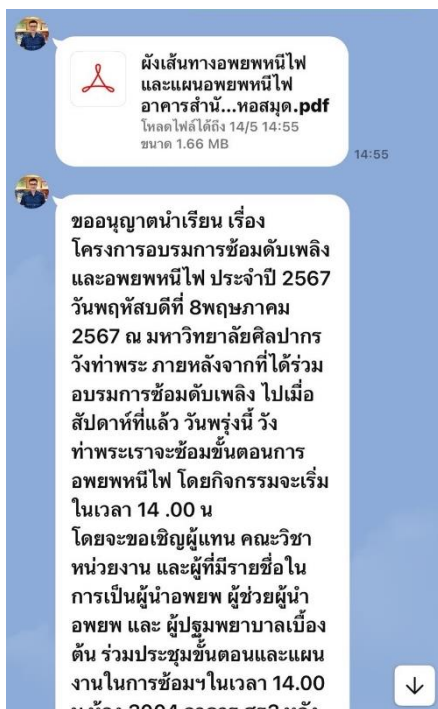 ผังเส้นทางอพยพหนีไฟ
และแผนอพยพหนีไฟ
อาคารสำนั...หอสมุด.pdf
โหลดไฟล์ได้ถึง 14/5 14:55
ขนาด 1.66 MB
14:55
ขออนุญาตนำเรียน เรื่อง
โครงการอบรมการซ้อมดับเพลิง
และอพยพหนีไฟ ประจำปี 2567
วันพฤหัสบดีที่ 8พฤษภาคม
2567 ณ มหาวิทยาลัยศิลปากร
วังท่าพระ ภายหลังจากที่ได้ร่วม
อบรมการซ้อมดับเพลิง ไปเมื่อ
สัปดาห์ที่แล้ว วันพรุ่งนี้ วัง
ท่าพระเราจะซ้อมขั้นตอนการ
อพยพหนีไฟ โดยกิจกรรมจะเริ่ม
ในเวลา 14 .00 น
โดยจะขอเชิญผู้แทน คณะวิชา
หน่วยงาน และผู้ที่มีรายชื่อใน
การเป็นผู้นำอพยพ ผู้ช่วยผู้นำ
อพยพ และ ผู้ปฐมพยาบาลเบื้อง
ต้น ร่วมประชุมขั้นตอนและแผน
งานในการซ้อมฯในเวลา 14.00